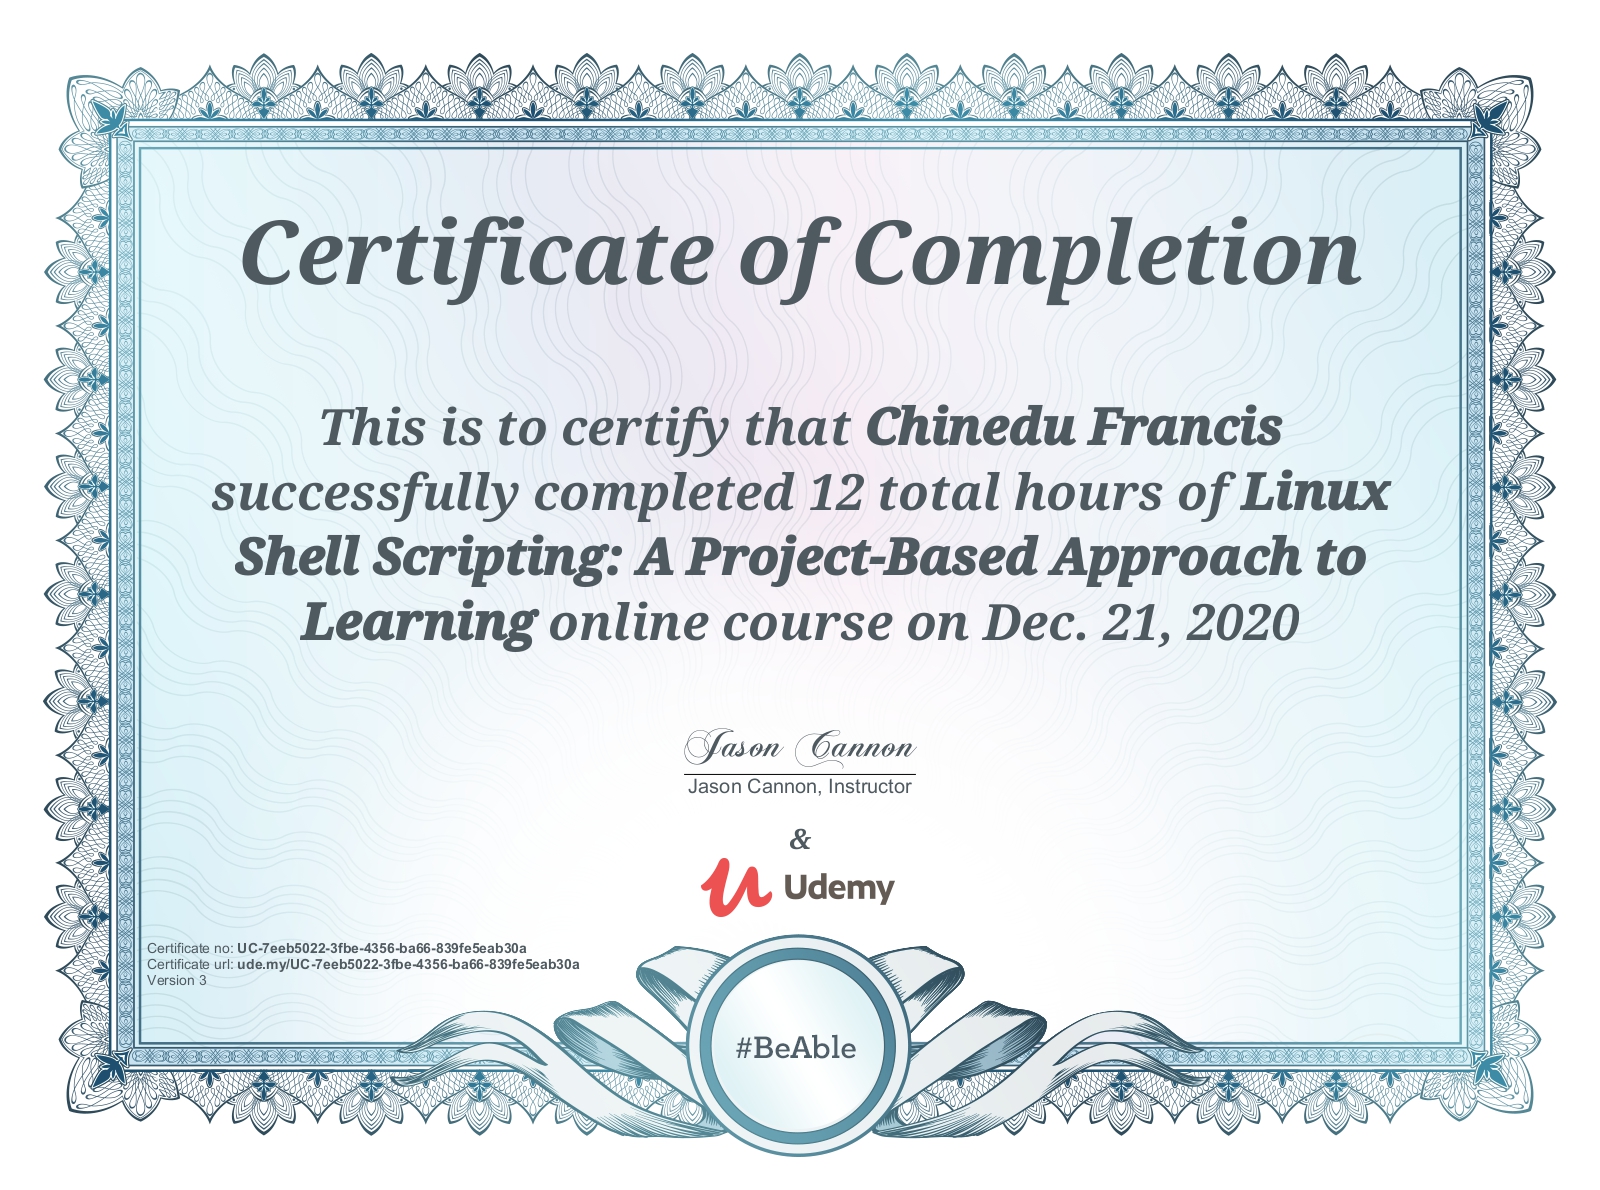 Certificate of Completion
This is to certify that Chinedu Francis
successfully completed 12 total hours of Linux
Shell Scripting: A Project-Based Approach to
Learning online course on Dec. 21, 2020
Jason Cannon
Jason Cannon, Instructor
&
Udemy
Certificate no: UC-7eeb5022-3fbe-4356-ba66-839fe5eab30a
Certificate url: ude.my/UC-7eeb5022-3fbe-4356-ba66-839fe5eab30a
Version 3
#BeAble